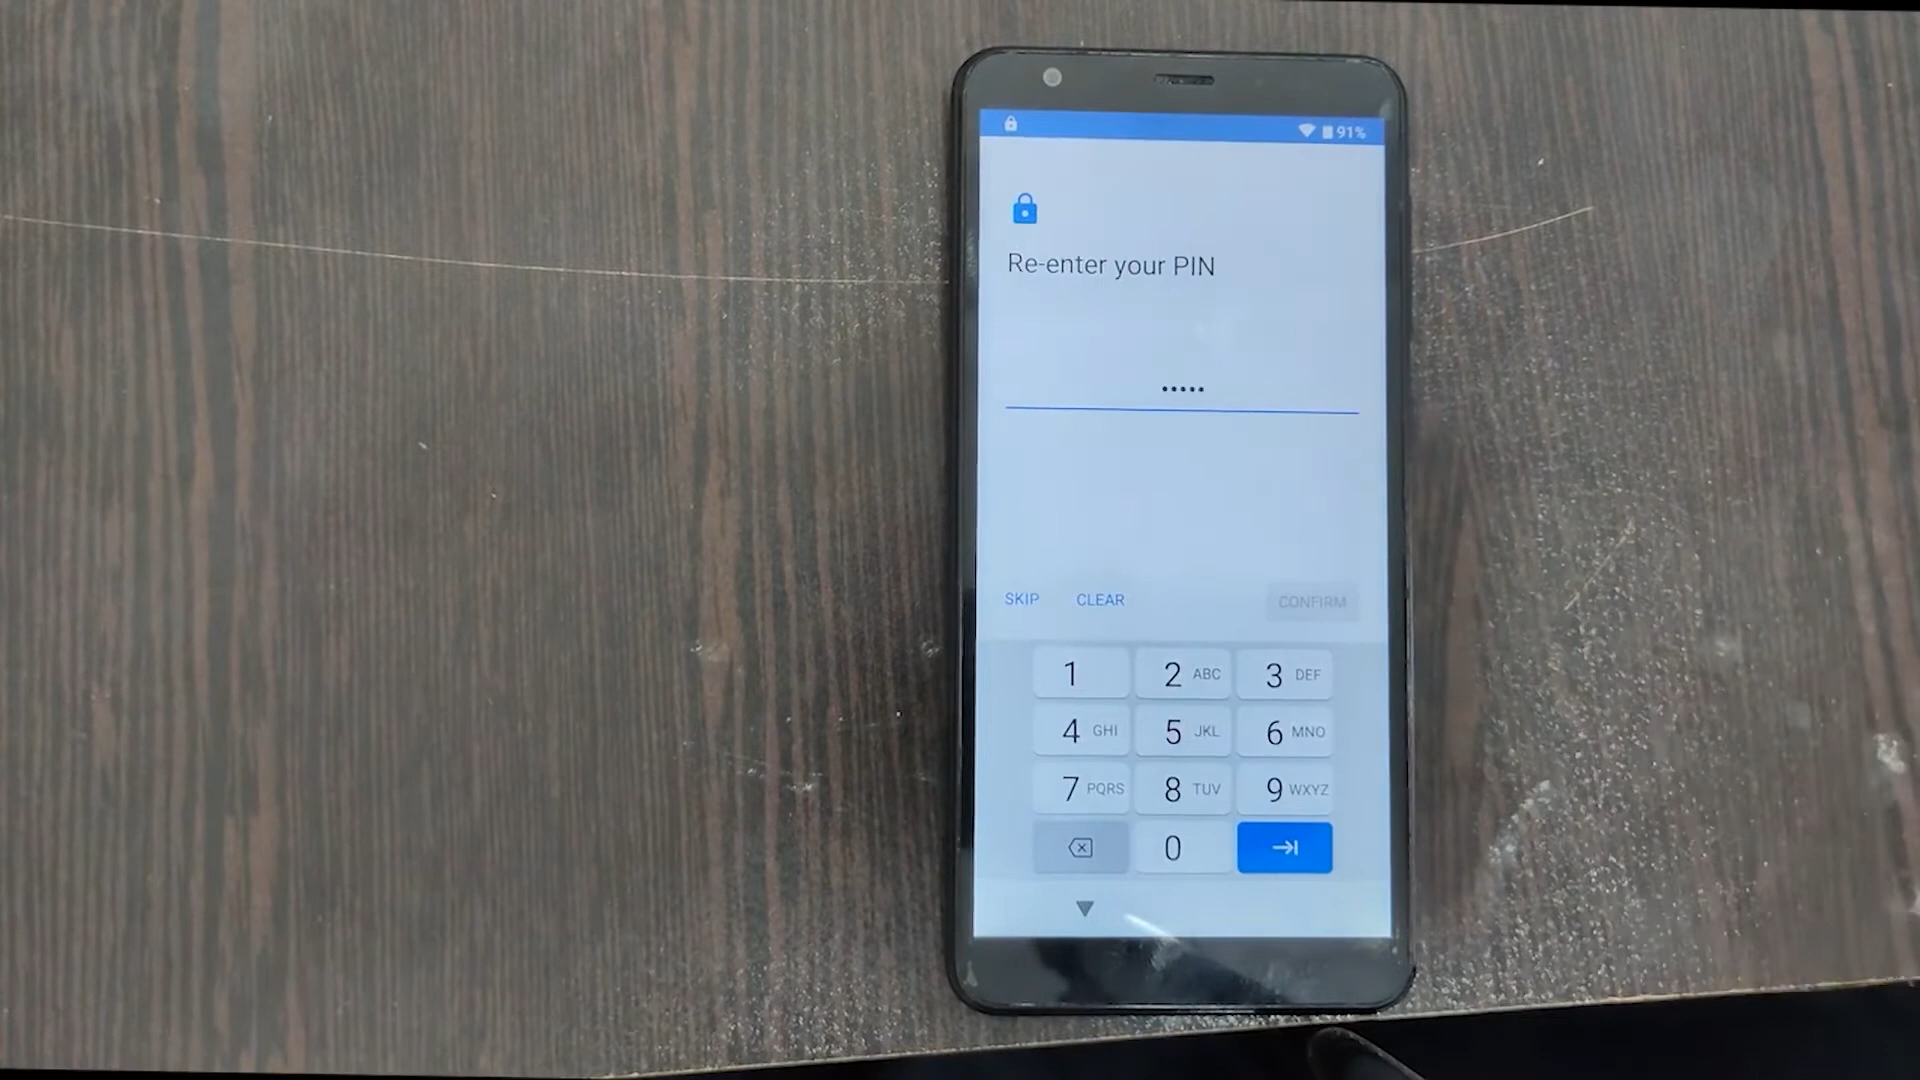 91%
Re-enter your PIN
•••••
SKIP CLEAR CONFIRM
1 2 ABC 3 DEF
4 GHI 5 JKL 6 MNO
7 PQRS 8 TUV 9 WXYZ
0